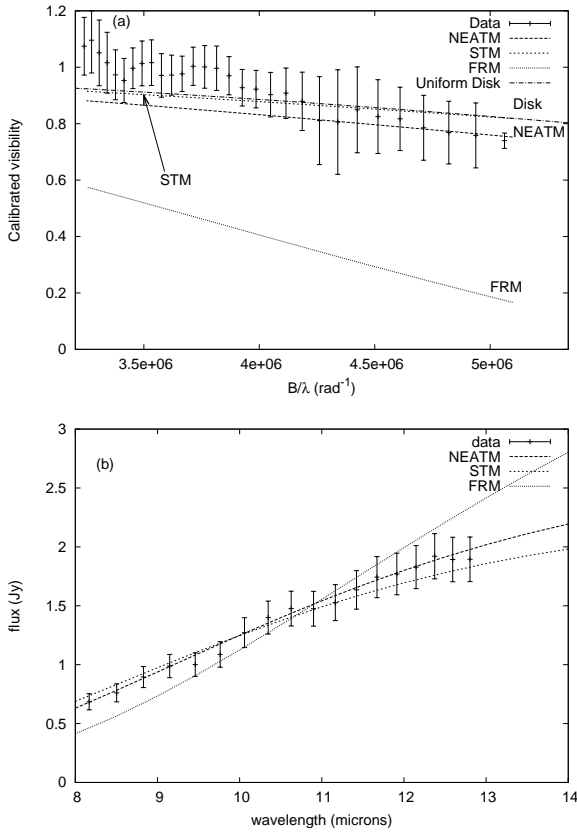 (a)
Data
NEATM
STM
FRM
Uniform Disk
Disk
NEATM
STM
FRM
Calibrated visibility
1.2
1
0.8
0.6
0.4
0.2
0
3.5e+06 4e+06 4.5e+06 5e+06
B/λ (rad⁻¹)
(b)
data
NEATM
STM
FRM
flux (Jy)
3
2.5
2
1.5
1
0.5
0
8 9 10 11 12 13 14
wavelength (microns)